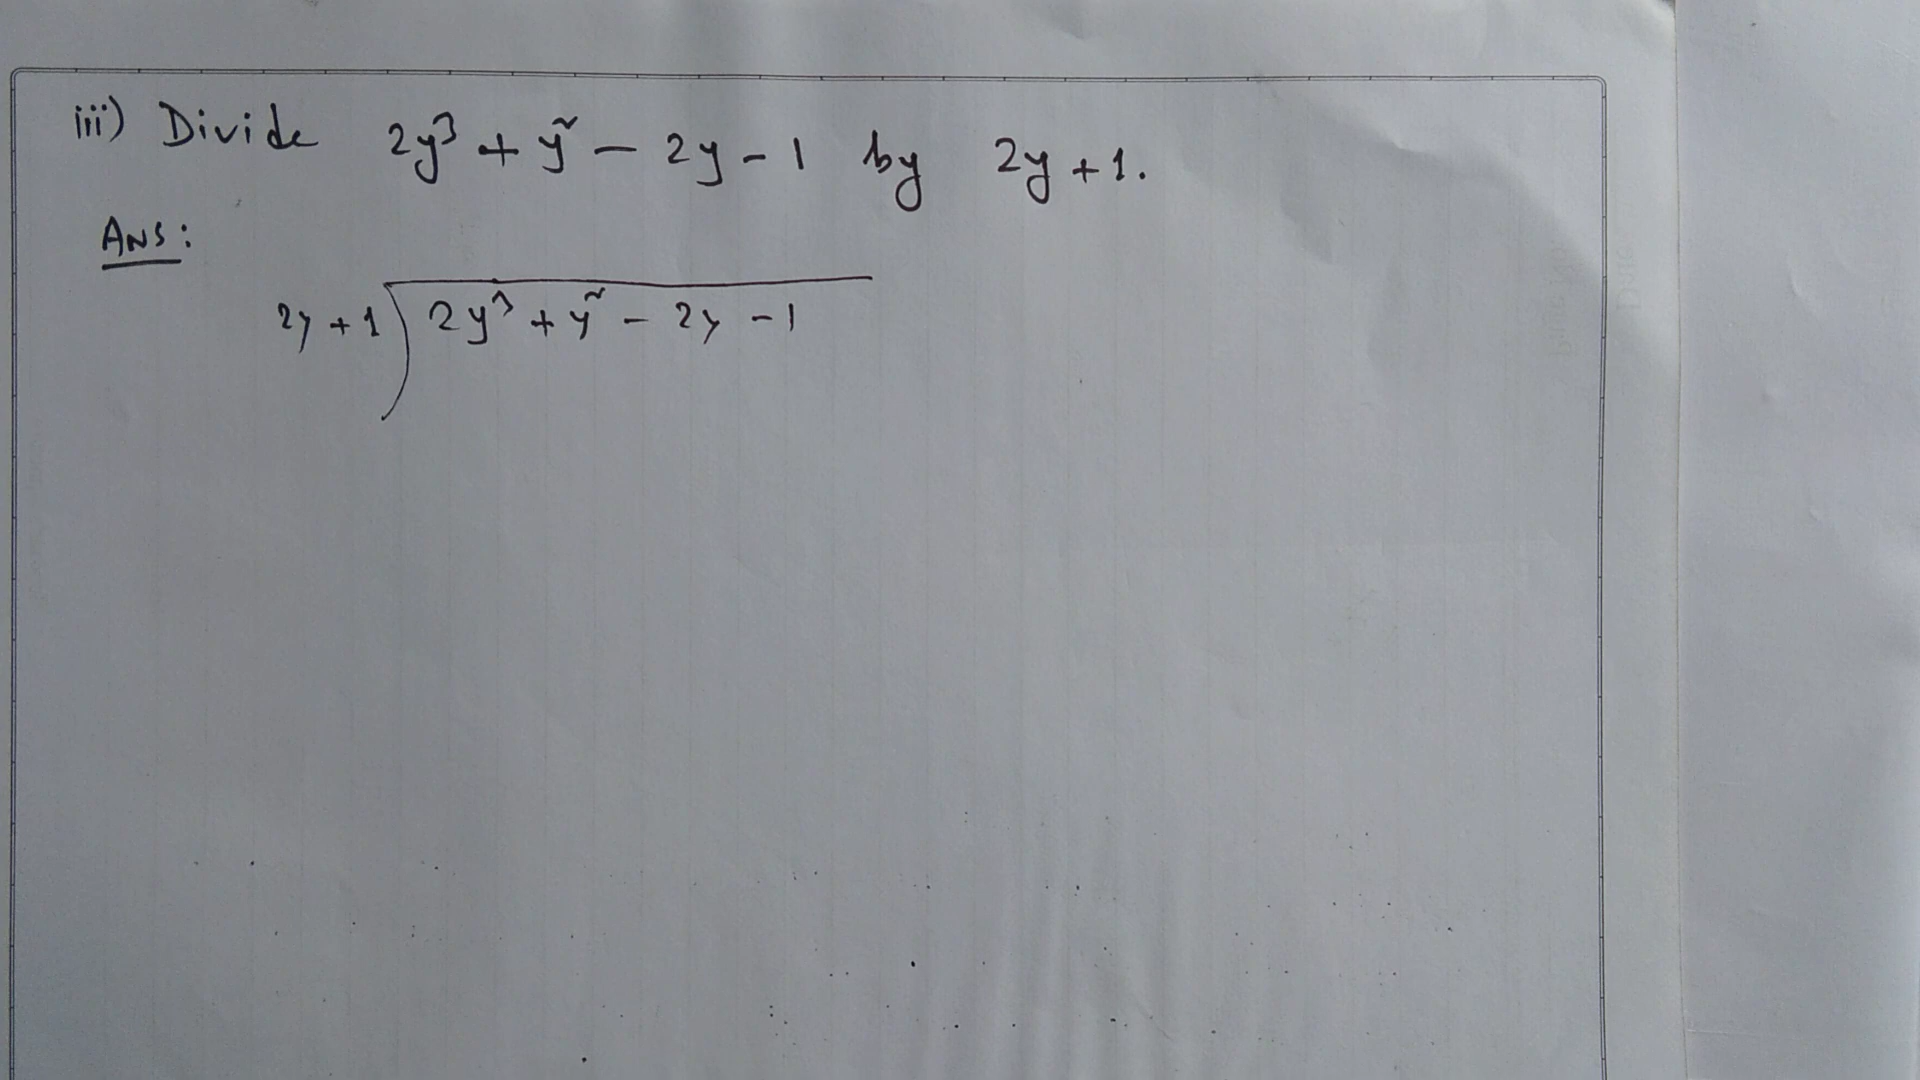 iii) Divide 2y³ + y² - 2y - 1 by 2y + 1.
Ans:
2y + 1) 2y³ + y² - 2y - 1